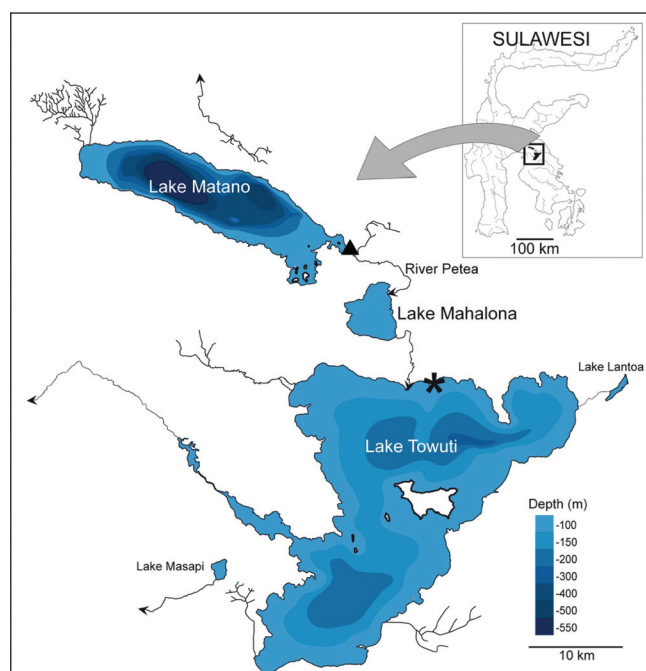 SULAWESI
100 km
Lake Matano
River Petea
Lake Mahalona
Lake Lantoa
Lake Towuti
Depth (m)
-100
-150
-200
-300
-400
-500
-550
Lake Masapi
10 km